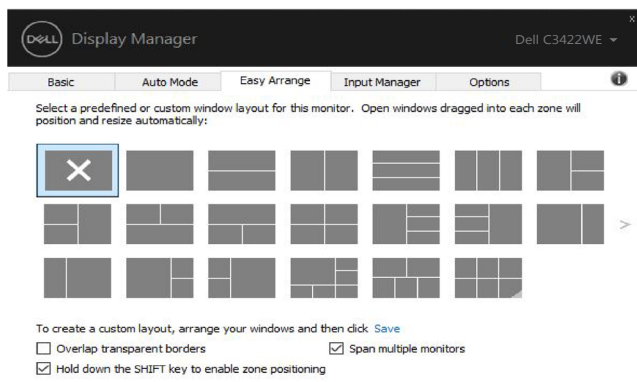 x
DELL Display Manager Dell C3422WE
Basic Auto Mode Easy Arrange Input Manager Options
Select a predefined or custom window layout for this monitor. Open windows dragged into each zone will
position and resize automatically:
>
To create a custom layout, arrange your windows and then click Save
Overlap transparent borders Span multiple monitors
Hold down the SHIFT key to enable zone positioning